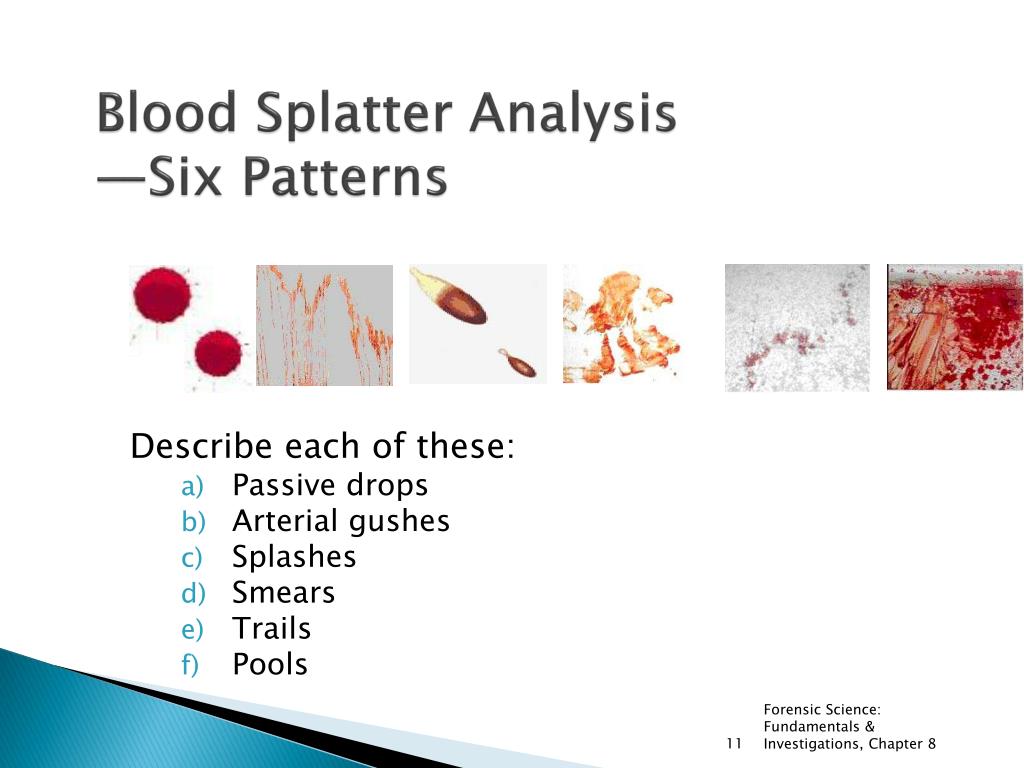 Blood Splatter Analysis
—Six Patterns
Describe each of these:
a) Passive drops
b) Arterial gushes
c) Splashes
d) Smears
e) Trails
f) Pools
Forensic Science:
Fundamentals &
11 Investigations, Chapter 8